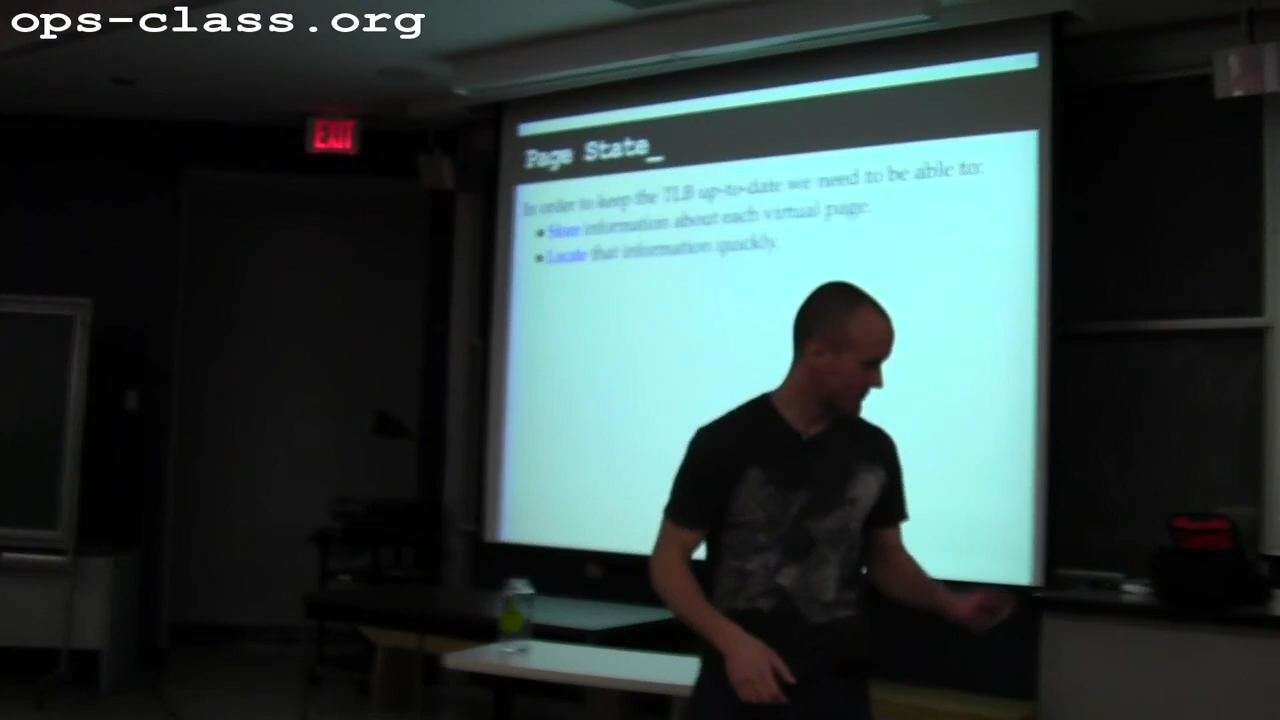 ops-class.org
EXIT
Page State_
In order to keep the TLB up-to-date we need to be able to:
• Store information about each virtual page.
• Locate that information quickly.